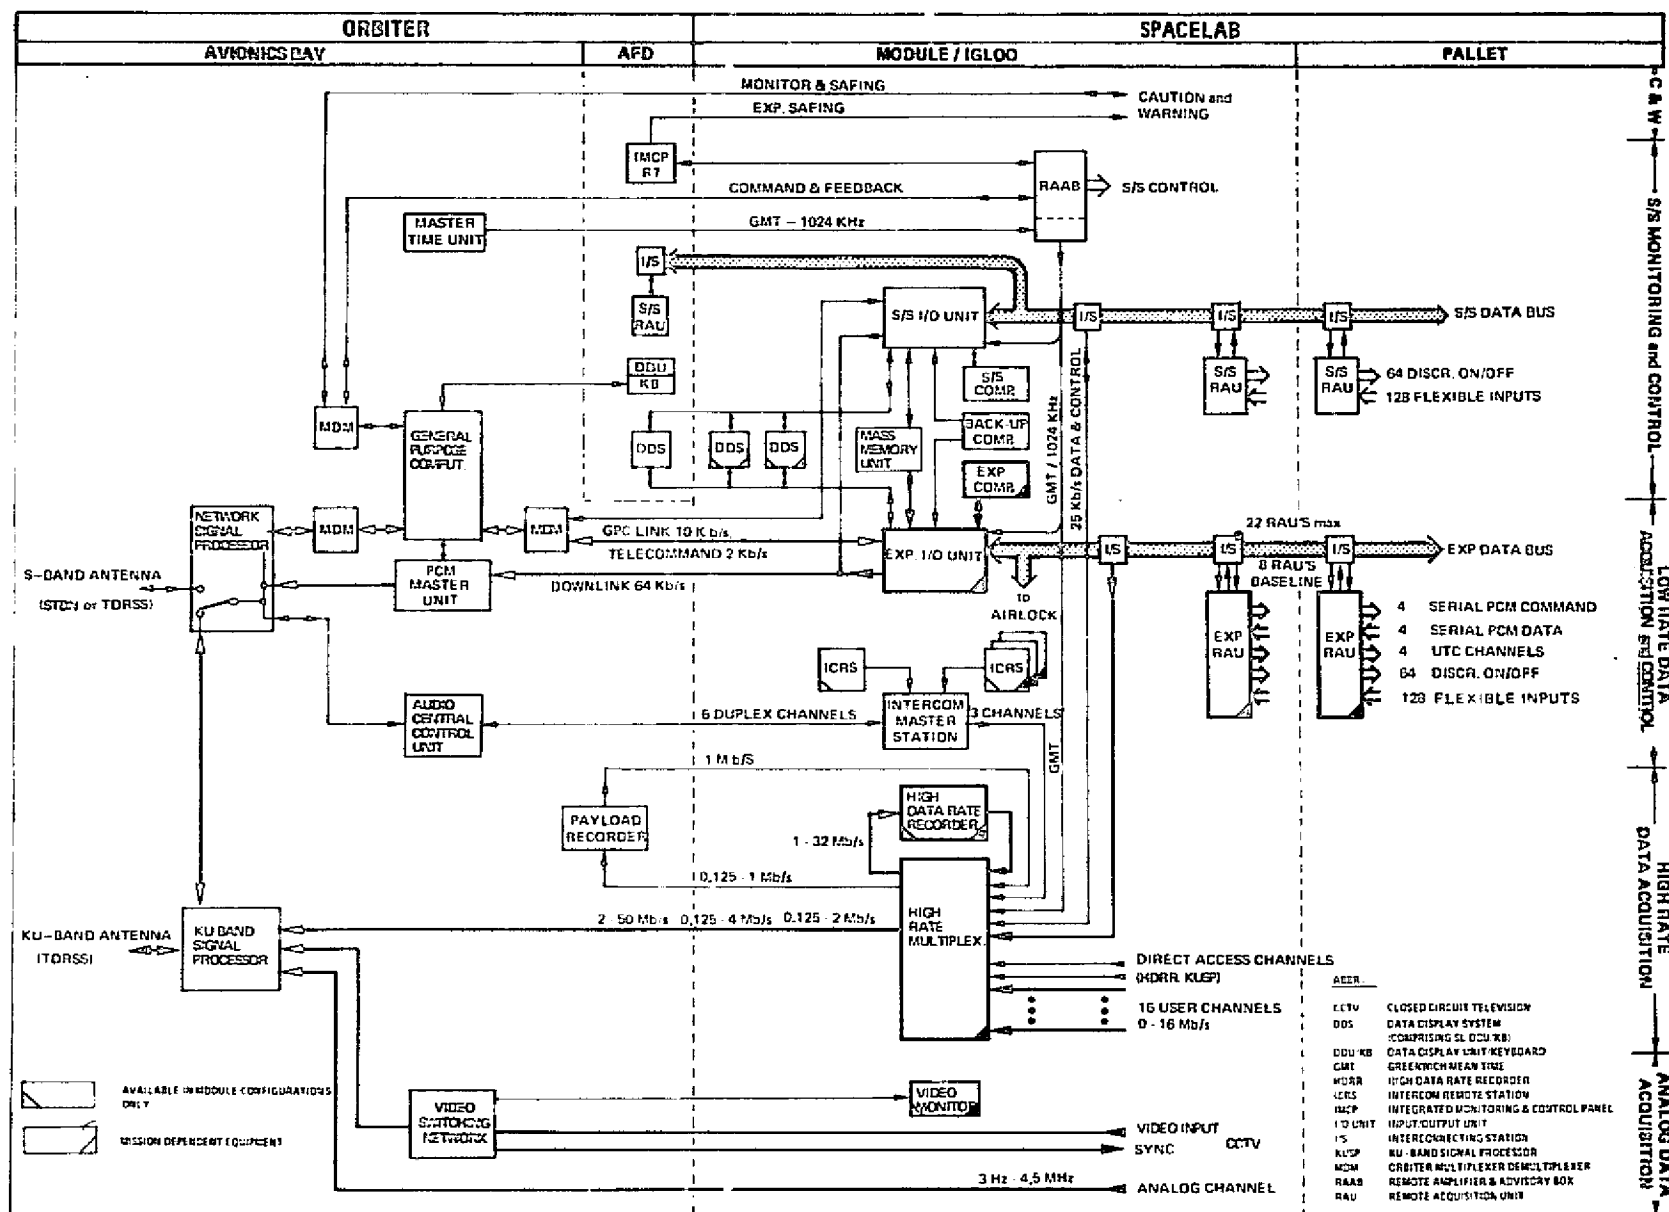 ORBITER
SPACELAB
AVIONICS BAY
AFD
MODULE / IGLOO
PALLET
MONITOR & SAFING
EXP. SAFING
CAUTION and
WARNING
C & W
IMCP
R7
RAAB
S/S CONTROL
COMMAND & FEEDBACK
MASTER
TIME UNIT
GMT – 1024 KHz
S/S MONITORING and CONTROL
I/S
S/S
RAU
S/S I/O UNIT
I/S
I/S
I/S
S/S DATA BUS
DDU
KB
S/S
COMP.
S/S
RAU
S/S
RAU
64 DISCR. ON/OFF
128 FLEXIBLE INPUTS
MDM
GENERAL
PURPOSE
COMPUT.
DDS
DDS
DDS
MASS
MEMORY
UNIT
BACK-UP
COMP.
EXP
COMP.
GMT / 1024 KHz
25 Kb/s DATA & CONTROL
NETWORK
SIGNAL
PROCESSOR
MDM
MDM
GPC LINK 10 Kb/s
TELECOMMAND 2 Kb/s
EXP. I/O UNIT
I/S
22 RAU'S max
I/S
I/S
EXP DATA BUS
8 RAU'S
BASELINE
S-BAND ANTENNA
(STDN or TDRSS)
PCM
MASTER
UNIT
DOWNLINK 64 Kb/s
TO
AIRLOCK
LOW RATE DATA
ACQUISITION and CONTROL
EXP
RAU
EXP
RAU
4 SERIAL PCM COMMAND
4 SERIAL PCM DATA
4 UTC CHANNELS
64 DISCR. ON/OFF
128 FLEXIBLE INPUTS
ICRS
ICRS
AUDIO
CENTRAL
CONTROL
UNIT
6 DUPLEX CHANNELS
INTERCOM
MASTER
STATION
3 CHANNELS
GMT
1 Mb/S
PAYLOAD
RECORDER
HIGH
DATA RATE
RECORDER
1 - 32 Mb/s
0,125 - 1 Mb/s
HIGH RATE
DATA ACQUISITION
KU-BAND ANTENNA
(TDRSS)
KU BAND
SIGNAL
PROCESSOR
2 - 50 Mb/s 0,125 - 4 Mb/s 0,125 - 2 Mb/s
HIGH
RATE
MULTIPLEX.
DIRECT ACCESS CHANNELS
(HDRR, KUSP)
16 USER CHANNELS
0 - 16 Mb/s
CCTV CLOSED CIRCUIT TELEVISION
DDS DATA DISPLAY SYSTEM
(COMPRISING SL DDU/KB)
DDU/KB DATA DISPLAY UNIT/KEYBOARD
GMT GREENWICH MEAN TIME
HDRR HIGH DATA RATE RECORDER
ICRS INTERCOM REMOTE STATION
IMCP INTEGRATED MONITORING & CONTROL PANEL
I/O UNIT INPUT/OUTPUT UNIT
I/S INTERCONNECTING STATION
KUSP KU-BAND SIGNAL PROCESSOR
MDM ORBITER MULTIPLEXER DEMULTIPLEXER
RAAB REMOTE AMPLIFIER & ADVISORY BOX
RAU REMOTE ACQUISITION UNIT
AVAILABLE IN MODULE CONFIGURATIONS
ONLY
MISSION DEPENDENT EQUIPMENT
VIDEO
SWITCHING
NETWORK
VIDEO
MONITOR
VIDEO INPUT
SYNC
CCTV
3 Hz - 4,5 MHz
ANALOG CHANNEL
ANALOG DATA
ACQUISITION